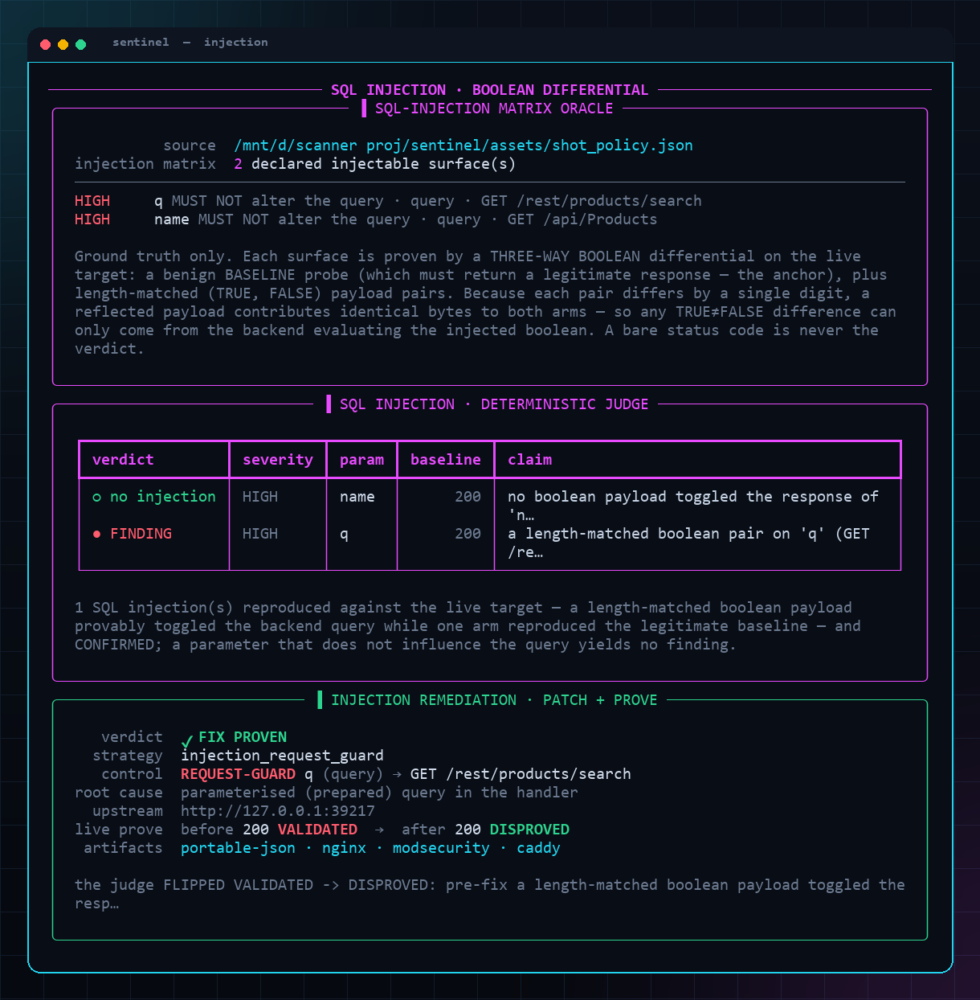 sentinel — injection
SQL INJECTION · BOOLEAN DIFFERENTIAL
SQL-INJECTION MATRIX ORACLE
source /mnt/d/scanner proj/sentinel/assets/shot_policy.json
injection matrix 2 declared injectable surface(s)
HIGH q MUST NOT alter the query · query · GET /rest/products/search
HIGH name MUST NOT alter the query · query · GET /api/Products
Ground truth only. Each surface is proven by a THREE-WAY BOOLEAN differential on the live
target: a benign BASELINE probe (which must return a legitimate response — the anchor), plus
length-matched (TRUE, FALSE) payload pairs. Because each pair differs by a single digit, a
reflected payload contributes identical bytes to both arms — so any TRUE≠FALSE difference can
only come from the backend evaluating the injected boolean. A bare status code is never the
verdict.
SQL INJECTION · DETERMINISTIC JUDGE
verdict severity param baseline claim
○ no injection HIGH name 200 no boolean payload toggled the response of
'n…
● FINDING HIGH q 200 a length-matched boolean pair on 'q' (GET
/re…
1 SQL injection(s) reproduced against the live target — a length-matched boolean payload
provably toggled the backend query while one arm reproduced the legitimate baseline — and
CONFIRMED; a parameter that does not influence the query yields no finding.
INJECTION REMEDIATION · PATCH + PROVE
verdict ✓ FIX PROVEN
strategy injection_request_guard
control REQUEST-GUARD q (query) → GET /rest/products/search
root cause parameterised (prepared) query in the handler
upstream http://127.0.0.1:39217
live prove before 200 VALIDATED → after 200 DISPROVED
artifacts portable-json · nginx · modsecurity · caddy
the judge FLIPPED VALIDATED -> DISPROVED: pre-fix a length-matched boolean payload toggled the
resp…